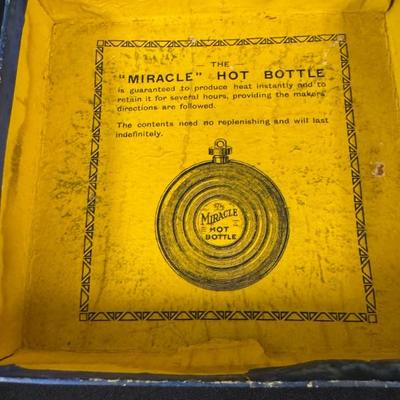 — THE —
"MIRACLE" HOT BOTTLE
is guaranteed to produce heat instantly and to
retain it for several hours, providing the makers'
directions are followed.
The contents need no replenishing and will last
indefinitely.
The
MIRACLE
HOT
BOTTLE